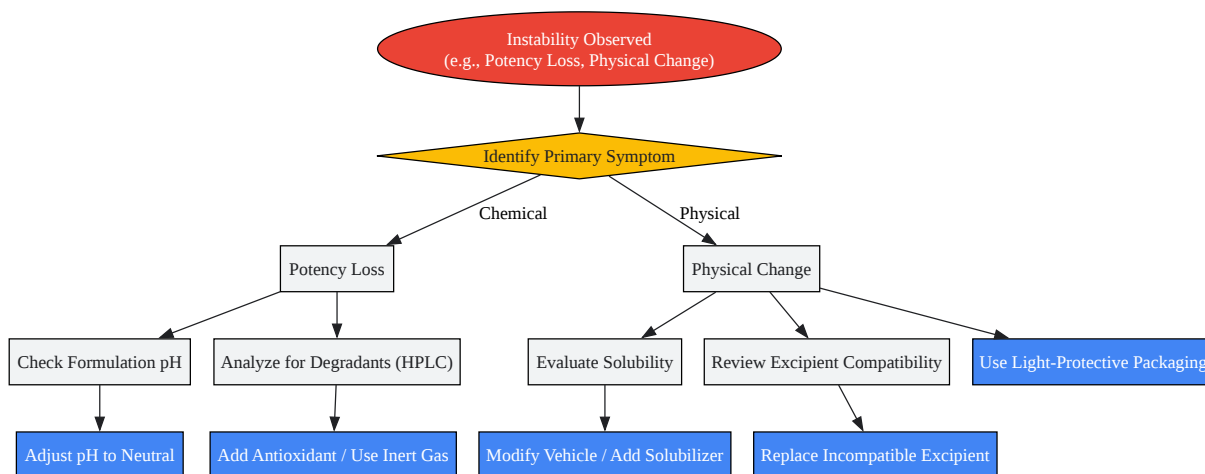 Instability Observed
(e.g., Potency Loss, Physical Change)
Identify Primary Symptom
Chemical
Physical
Potency Loss
Physical Change
Check Formulation pH
Analyze for Degradants (HPLC)
Evaluate Solubility
Review Excipient Compatibility
Use Light-Protective Packaging
Adjust pH to Neutral
Add Antioxidant / Use Inert Gas
Modify Vehicle / Add Solubilizer
Replace Incompatible Excipient